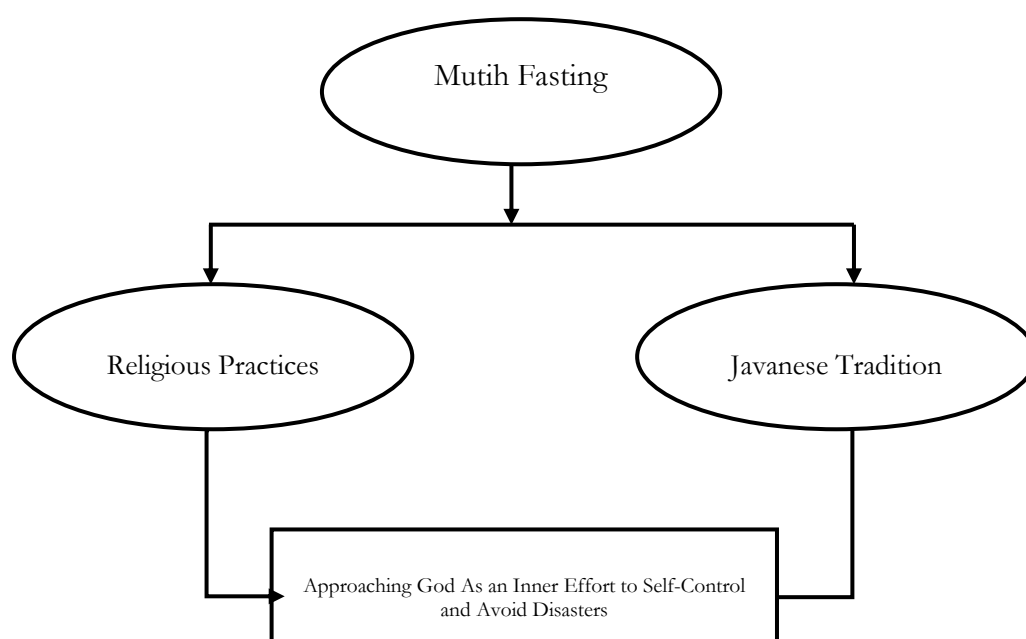 Mutih Fasting
Religious Practices
Javanese Tradition
Approaching God As an Inner Effort to Self-Control
and Avoid Disasters